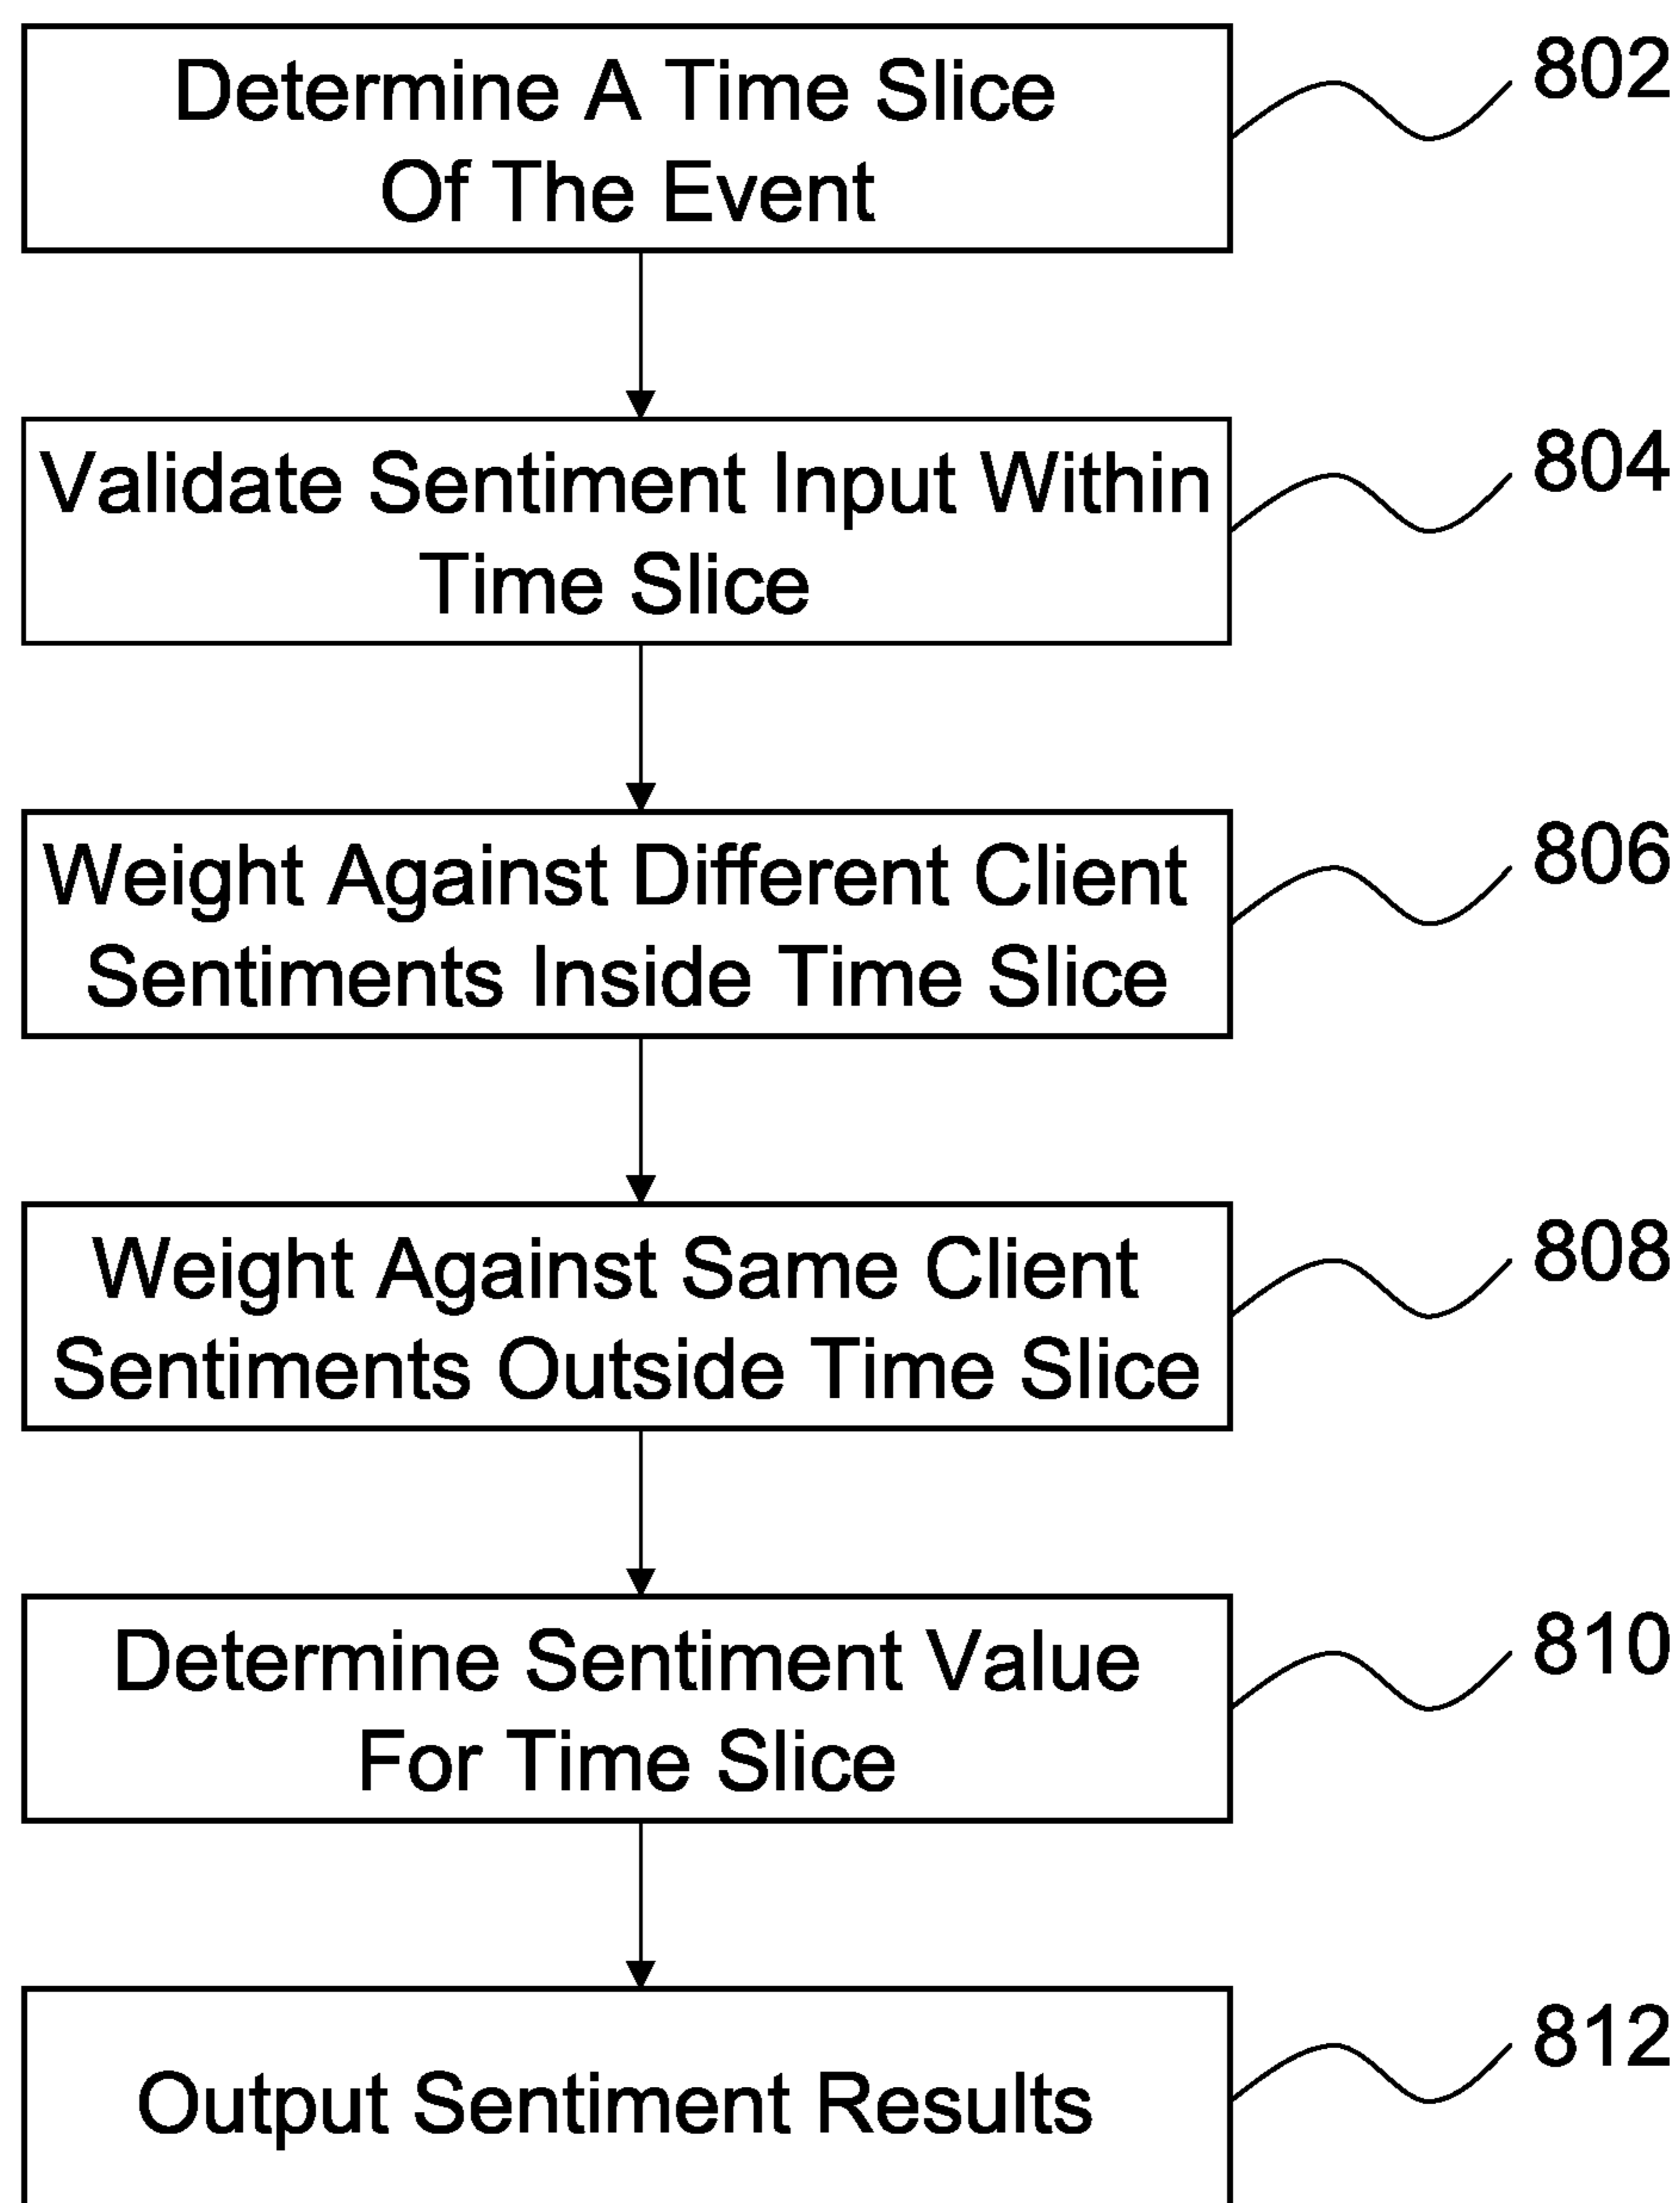 Determine A Time Slice
Of The Event
802
Validate Sentiment Input Within
Time Slice
804
Weight Against Different Client
Sentiments Inside Time Slice
806
Weight Against Same Client
Sentiments Outside Time Slice
808
Determine Sentiment Value
For Time Slice
810
Output Sentiment Results
812